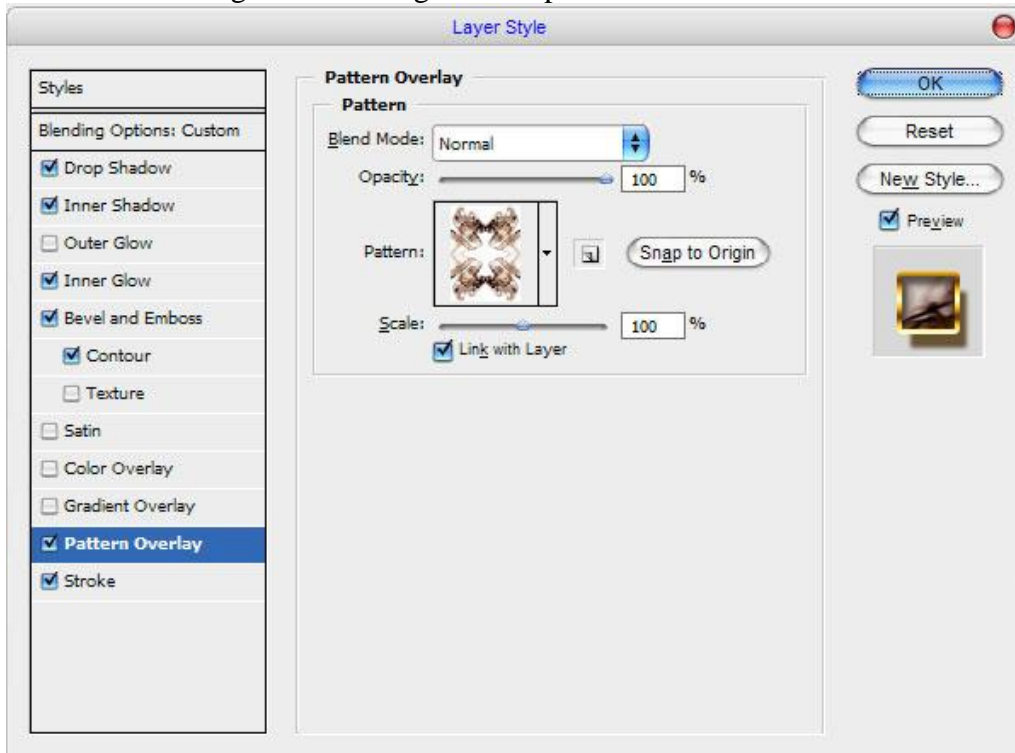 Layer Style
Styles
Blending Options: Custom
Drop Shadow
Inner Shadow
Outer Glow
Inner Glow
Bevel and Emboss
Contour
Texture
Satin
Color Overlay
Gradient Overlay
Pattern Overlay
Stroke
Pattern Overlay
Pattern
Blend Mode: Normal
Opacity: 100 %
Pattern: Snap to Origin
Scale: 100 %
Link with Layer
OK
Reset
New Style...
Preview